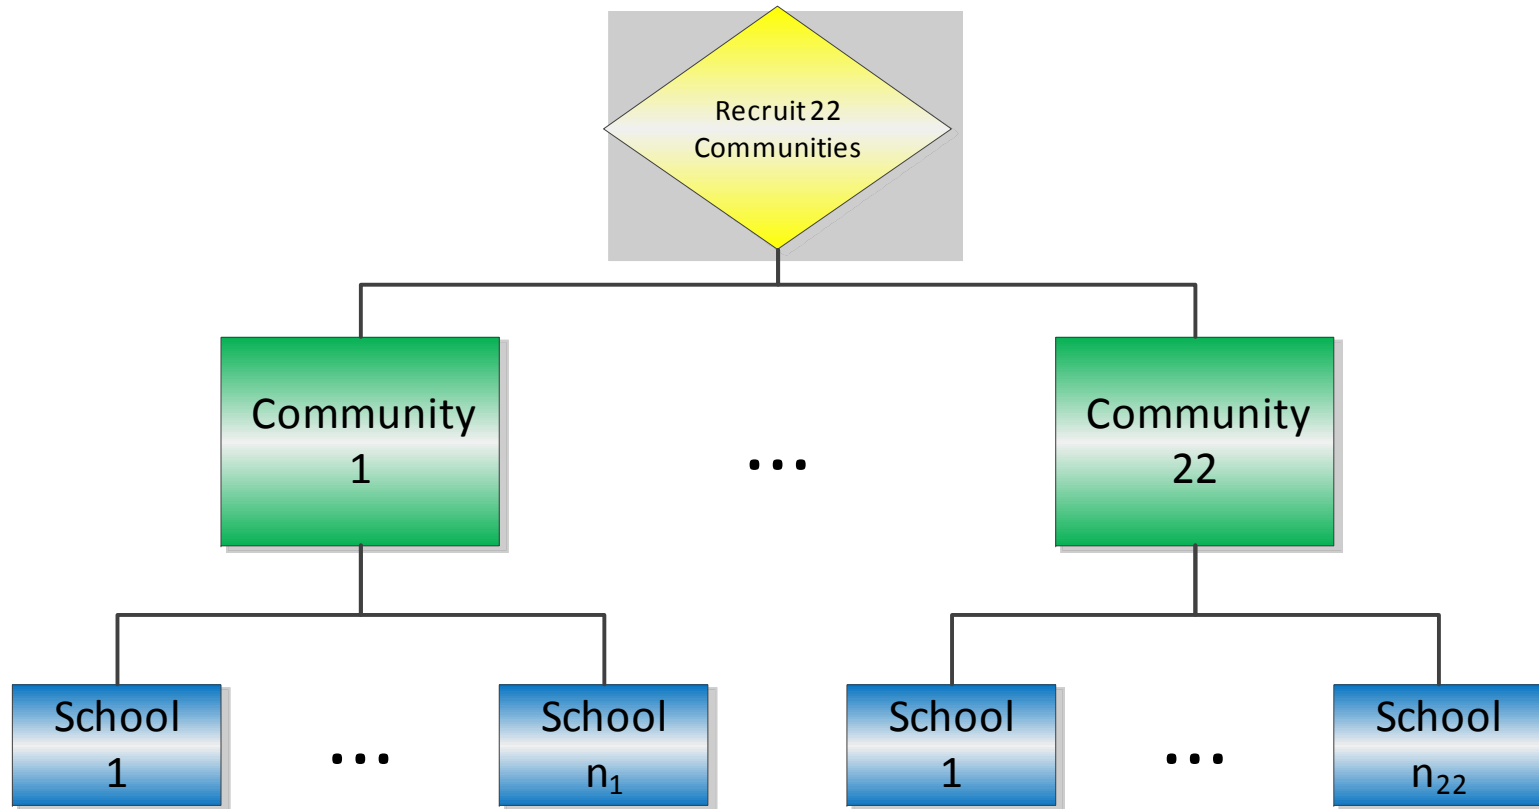 Recruit 22
Communities
Community
1
...
Community
22
School
1
...
School
n₁
School
1
...
School
n₂₂